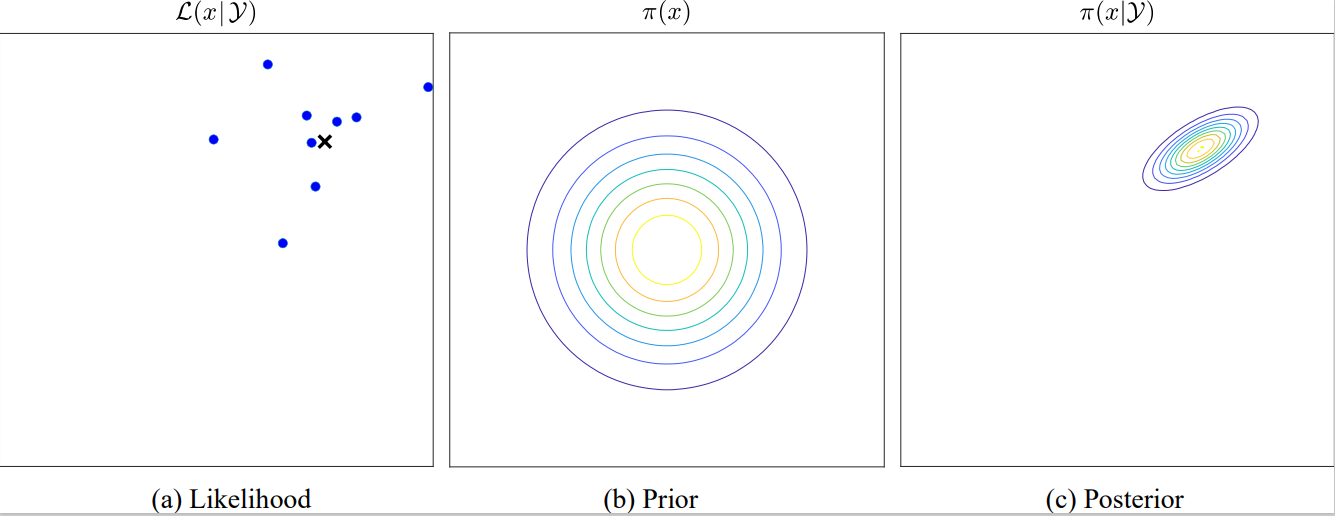 ℒ(x|𝒴)
π(x)
π(x|𝒴)
(a) Likelihood
(b) Prior
(c) Posterior